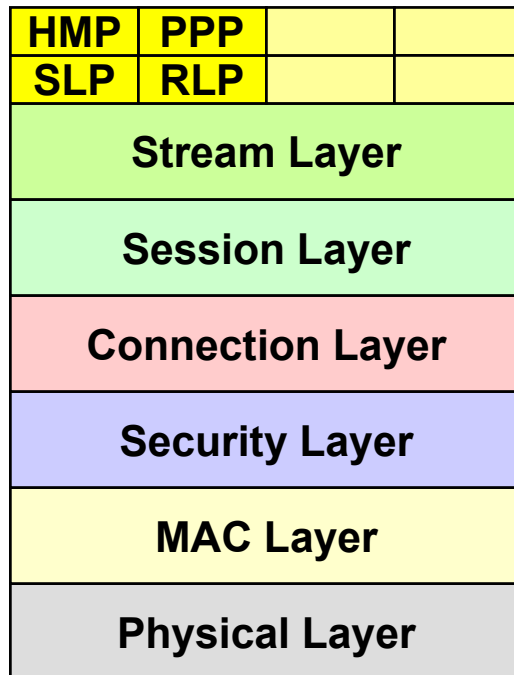 HMP PPP
SLP RLP
Stream Layer
Session Layer
Connection Layer
Security Layer
MAC Layer
Physical Layer